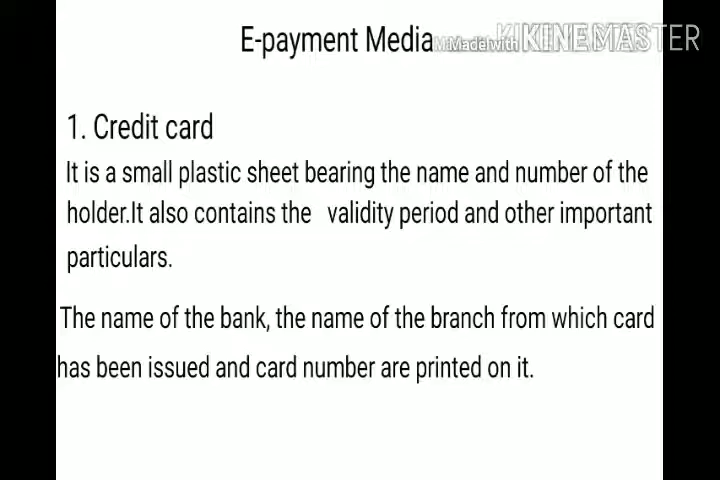 E-payment Media
Made with KINEMASTER
1. Credit card
It is a small plastic sheet bearing the name and number of the
holder.It also contains the validity period and other important
particulars.
The name of the bank, the name of the branch from which card
has been issued and card number are printed on it.